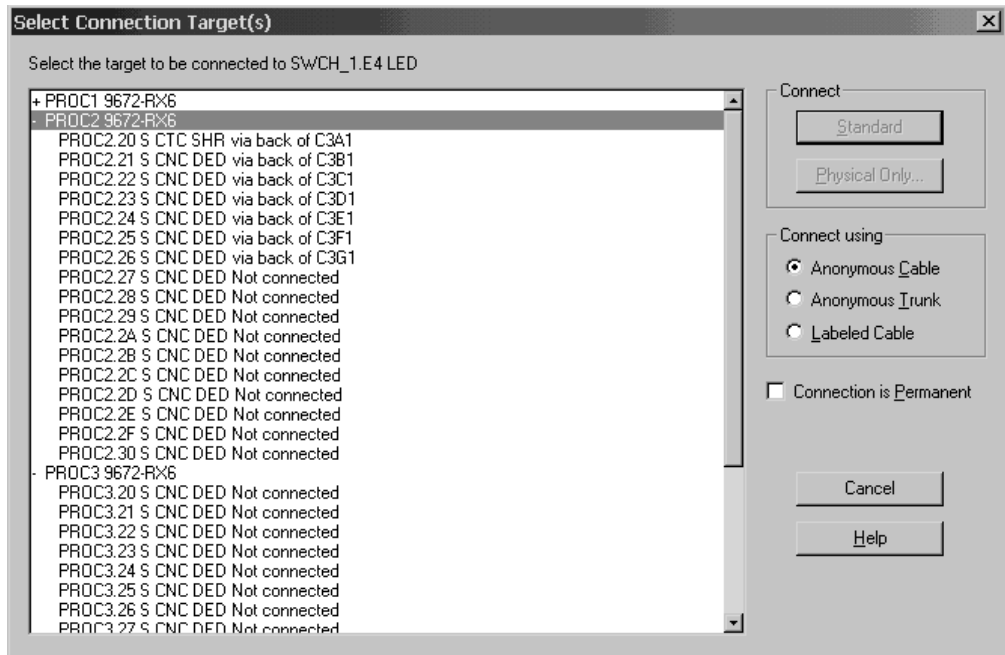 Select Connection Target(s)
Select the target to be connected to SWCH_1.E4 LED
+ PROC1 9672-RX6
- PROC2 9672-RX6
PROC2.20 S CTC SHR via back of C3A1
PROC2.21 S CNC DED via back of C3B1
PROC2.22 S CNC DED via back of C3C1
PROC2.23 S CNC DED via back of C3D1
PROC2.24 S CNC DED via back of C3E1
PROC2.25 S CNC DED via back of C3F1
PROC2.26 S CNC DED via back of C3G1
PROC2.27 S CNC DED Not connected
PROC2.28 S CNC DED Not connected
PROC2.29 S CNC DED Not connected
PROC2.2A S CNC DED Not connected
PROC2.2B S CNC DED Not connected
PROC2.2C S CNC DED Not connected
PROC2.2D S CNC DED Not connected
PROC2.2E S CNC DED Not connected
PROC2.2F S CNC DED Not connected
PROC2.30 S CNC DED Not connected
- PROC3 9672-RX6
PROC3.20 S CNC DED Not connected
PROC3.21 S CNC DED Not connected
PROC3.22 S CNC DED Not connected
PROC3.23 S CNC DED Not connected
PROC3.24 S CNC DED Not connected
PROC3.25 S CNC DED Not connected
PROC3.26 S CNC DED Not connected
PROC3.27 S CNC DED Not connected
Connect
Standard
Physical Only...
Connect using
Anonymous Cable
Anonymous Trunk
Labeled Cable
Connection is Permanent
Cancel
Help